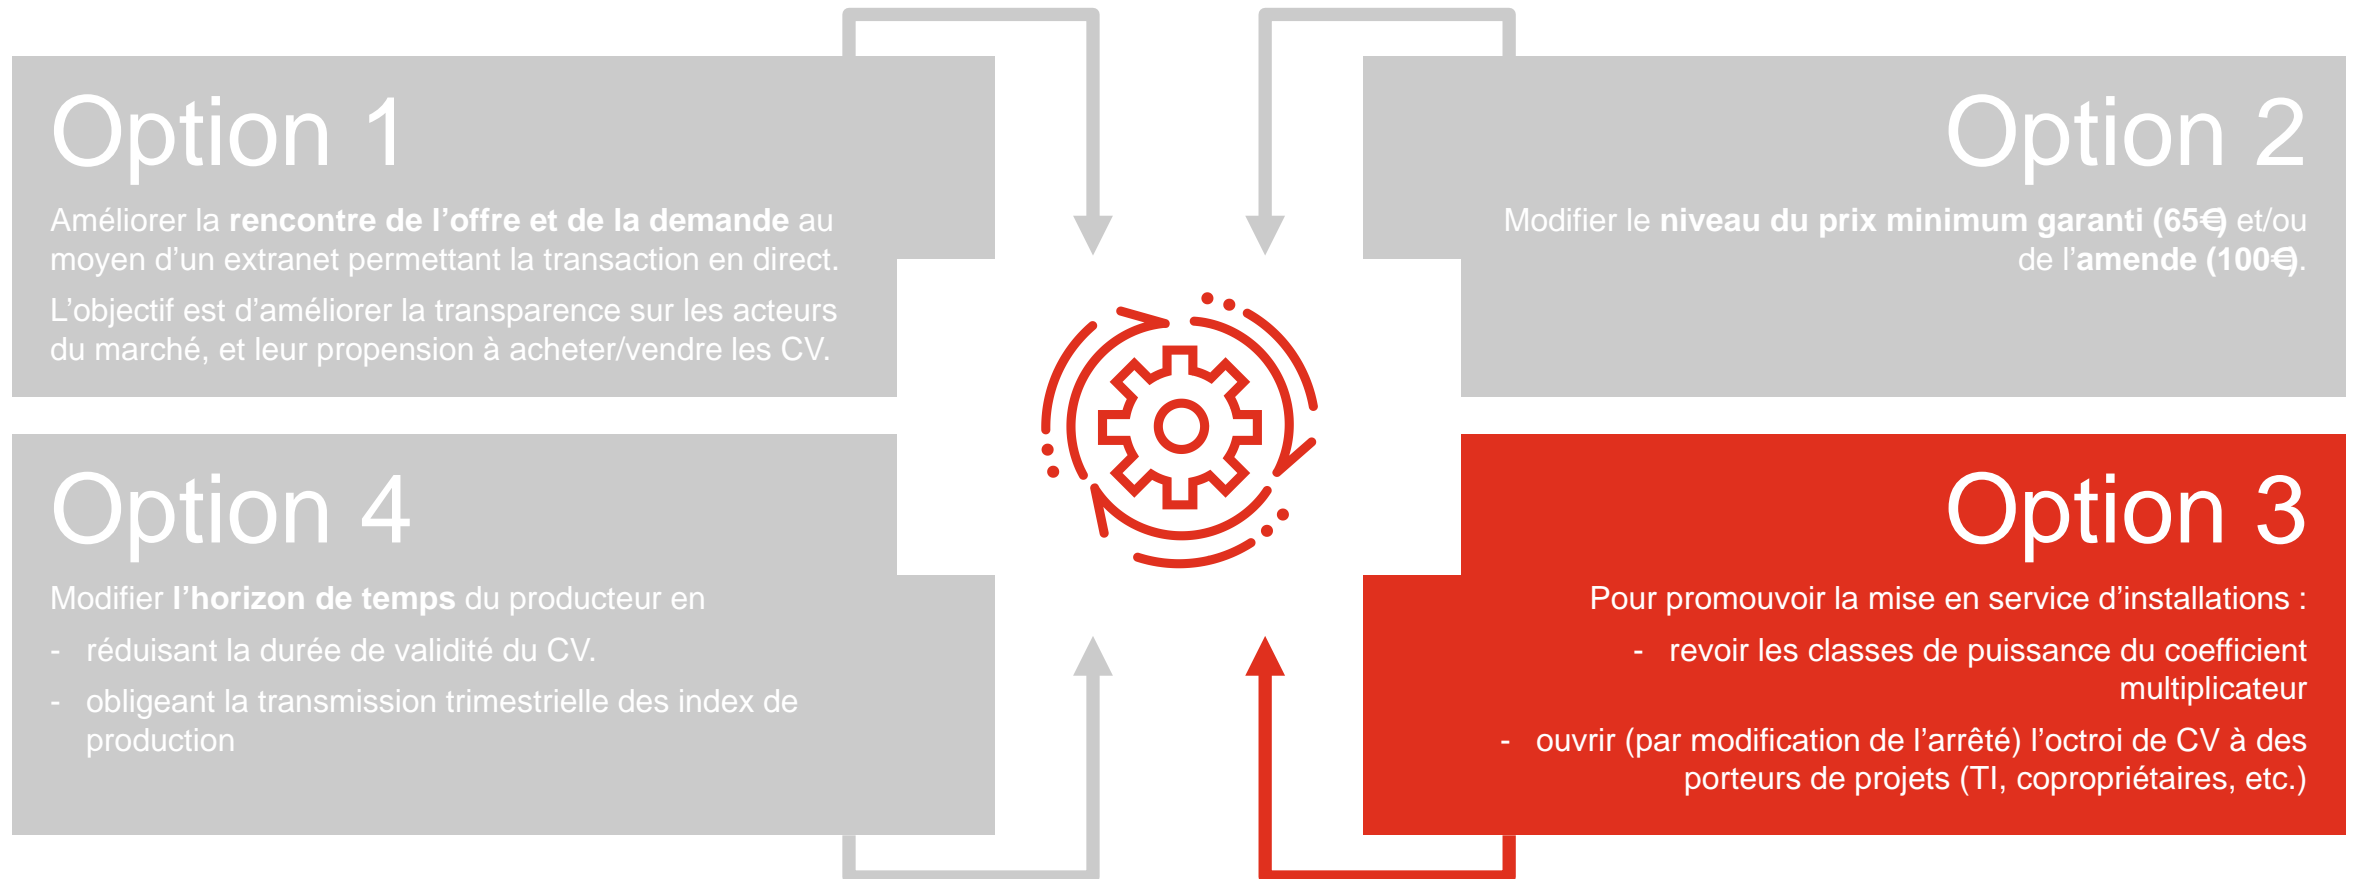 Option 1
Améliorer la rencontre de l’offre et de la demande au
moyen d’un extranet permettant la transaction en direct.
L’objectif est d’améliorer la transparence sur les acteurs
du marché, et leur propension à acheter/vendre les CV.
Option 2
Modifier le niveau du prix minimum garanti (65€) et/ou
de l’amende (100€).
Option 4
Modifier l’horizon de temps du producteur en
- réduisant la durée de validité du CV.
- obligeant la transmission trimestrielle des index de
production
Option 3
Pour promouvoir la mise en service d’installations :
- revoir les classes de puissance du coefficient
multiplicateur
- ouvrir (par modification de l’arrêté) l’octroi de CV à des
porteurs de projets (TI, copropriétaires, etc.)